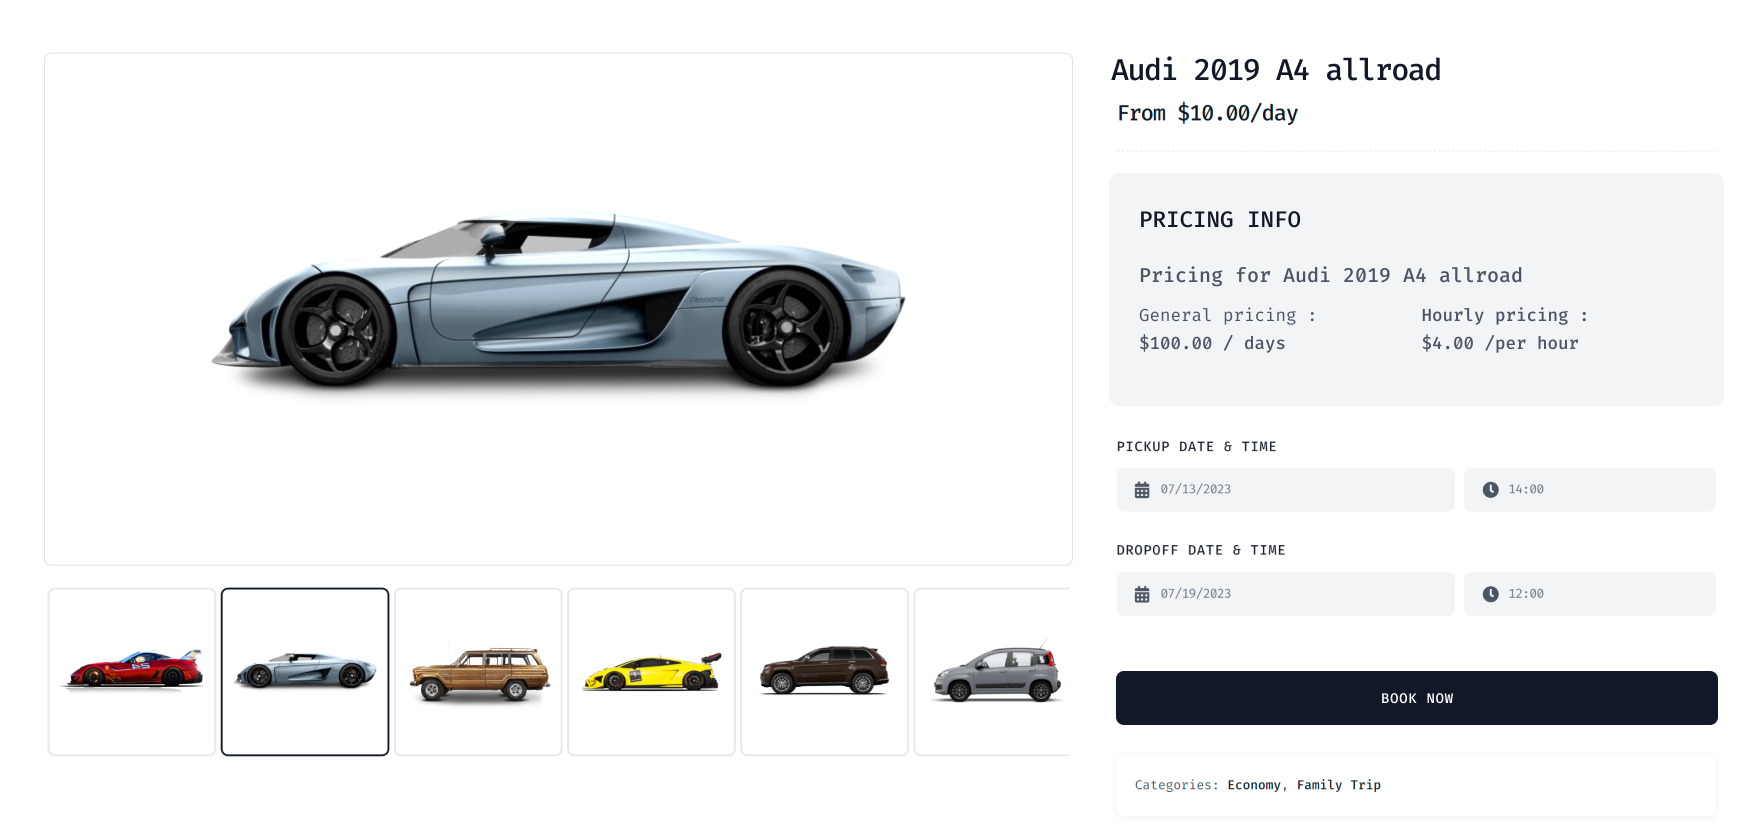 Audi 2019 A4 allroad
From $10.00/day
PRICING INFO
Pricing for Audi 2019 A4 allroad
General pricing :
$100.00 / days
Hourly pricing :
$4.00 /per hour
PICKUP DATE & TIME
07/13/2023
14:00
DROPOFF DATE & TIME
07/19/2023
12:00
BOOK NOW
Categories: Economy, Family Trip